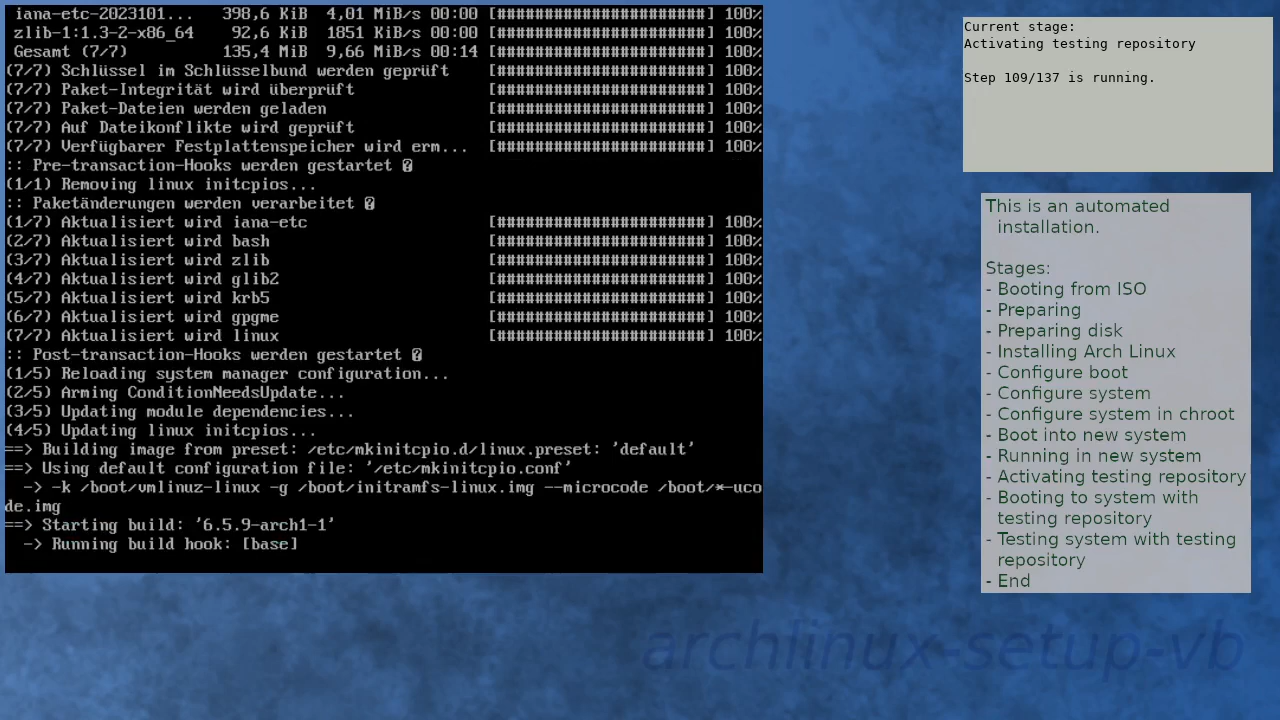 iana-etc-2023101...   398,6 KiB  4,01 MiB/s 00:00 [######################] 100%
zlib-1:1.3-2-x86_64    92,6 KiB  1851 KiB/s 00:00 [######################] 100%
Gesamt (7/7)          135,4 MiB  9,66 MiB/s 00:14 [######################] 100%
(7/7) Schlüssel im Schlüsselbund werden geprüft    [######################] 100%
(7/7) Paket-Integrität wird überprüft              [######################] 100%
(7/7) Paket-Dateien werden geladen                 [######################] 100%
(7/7) Auf Dateikonflikte wird geprüft              [######################] 100%
(7/7) Verfügbarer Festplattenspeicher wird erm...  [######################] 100%
:: Pre-transaction-Hooks werden gestartet �
(1/1) Removing linux initcpios...
:: Paketänderungen werden verarbeitet �
(1/7) Aktualisiert wird iana-etc                   [######################] 100%
(2/7) Aktualisiert wird bash                       [######################] 100%
(3/7) Aktualisiert wird zlib                       [######################] 100%
(4/7) Aktualisiert wird glib2                      [######################] 100%
(5/7) Aktualisiert wird krb5                       [######################] 100%
(6/7) Aktualisiert wird gpgme                      [######################] 100%
(7/7) Aktualisiert wird linux                      [######################] 100%
:: Post-transaction-Hooks werden gestartet �
(1/5) Reloading system manager configuration...
(2/5) Arming ConditionNeedsUpdate...
(3/5) Updating module dependencies...
(4/5) Updating linux initcpios...
==> Building image from preset: /etc/mkinitcpio.d/linux.preset: 'default'
==> Using default configuration file: '/etc/mkinitcpio.conf'
  -> -k /boot/vmlinuz-linux -g /boot/initramfs-linux.img --microcode /boot/*-uco
de.img
==> Starting build: '6.5.9-arch1-1'
  -> Running build hook: [base]
Current stage:
Activating testing repository
Step 109/137 is running.
This is an automated
installation.
Stages:
- Booting from ISO
- Preparing
- Preparing disk
- Installing Arch Linux
- Configure boot
- Configure system
- Configure system in chroot
- Boot into new system
- Running in new system
- Activating testing repository
- Booting to system with
testing repository
- Testing system with testing
repository
- End
archlinux-setup-vb